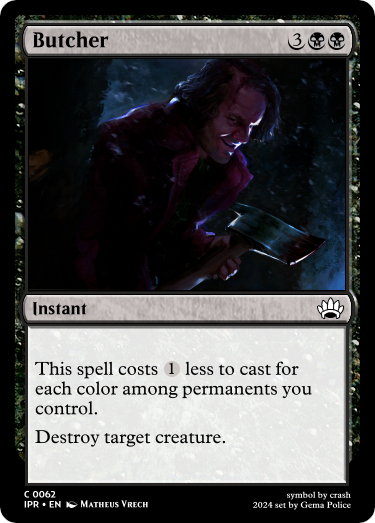 Butcher 3
Instant
This spell costs 1 less to cast for
each color among permanents you
control.
Destroy target creature.
C 0062
IPR • EN Matheus Vrech
symbol by crash
2024 set by Gema Police